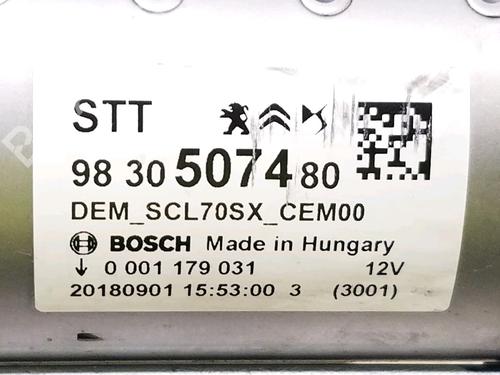 STT
98 30 5074 80
DEM_SCL70SX_CEM00
BOSCH Made in Hungary
0 001 179 031 12V
20180901 15:53:00 3 (3001)